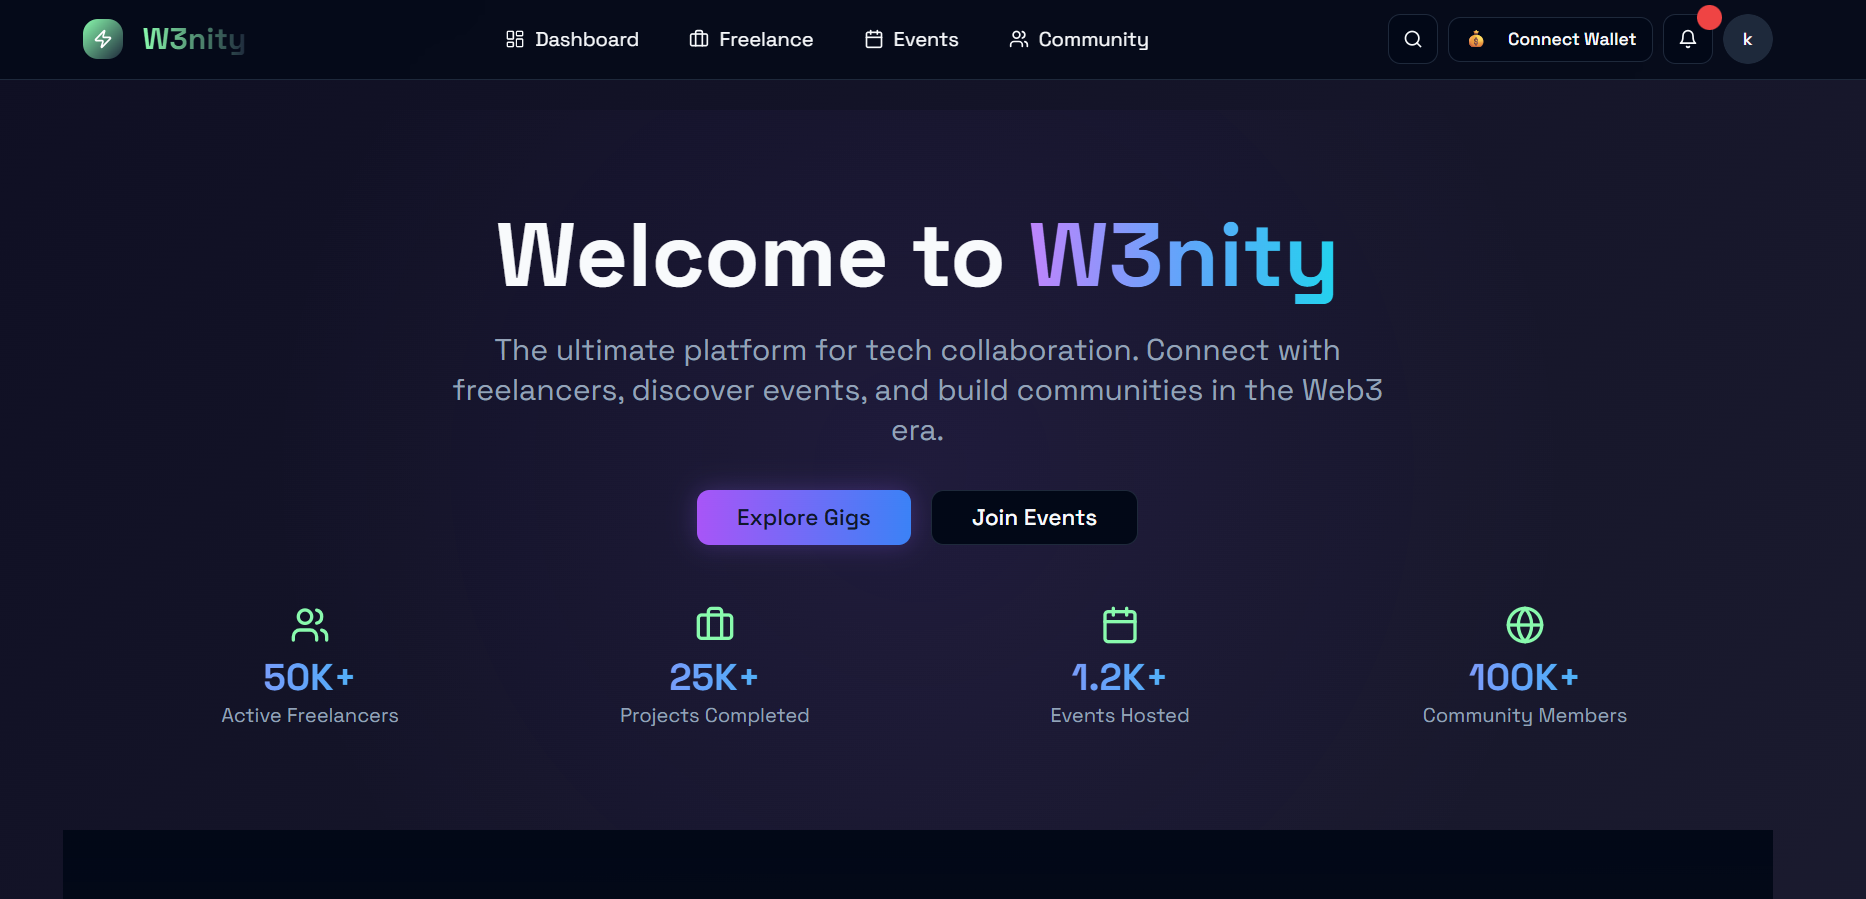 W3nity
Dashboard
Freelance
Events
Community
Connect Wallet
k
Welcome to W3nity
The ultimate platform for tech collaboration. Connect with
freelancers, discover events, and build communities in the Web3
era.
Explore Gigs
Join Events
50K+
Active Freelancers
25K+
Projects Completed
1.2K+
Events Hosted
100K+
Community Members